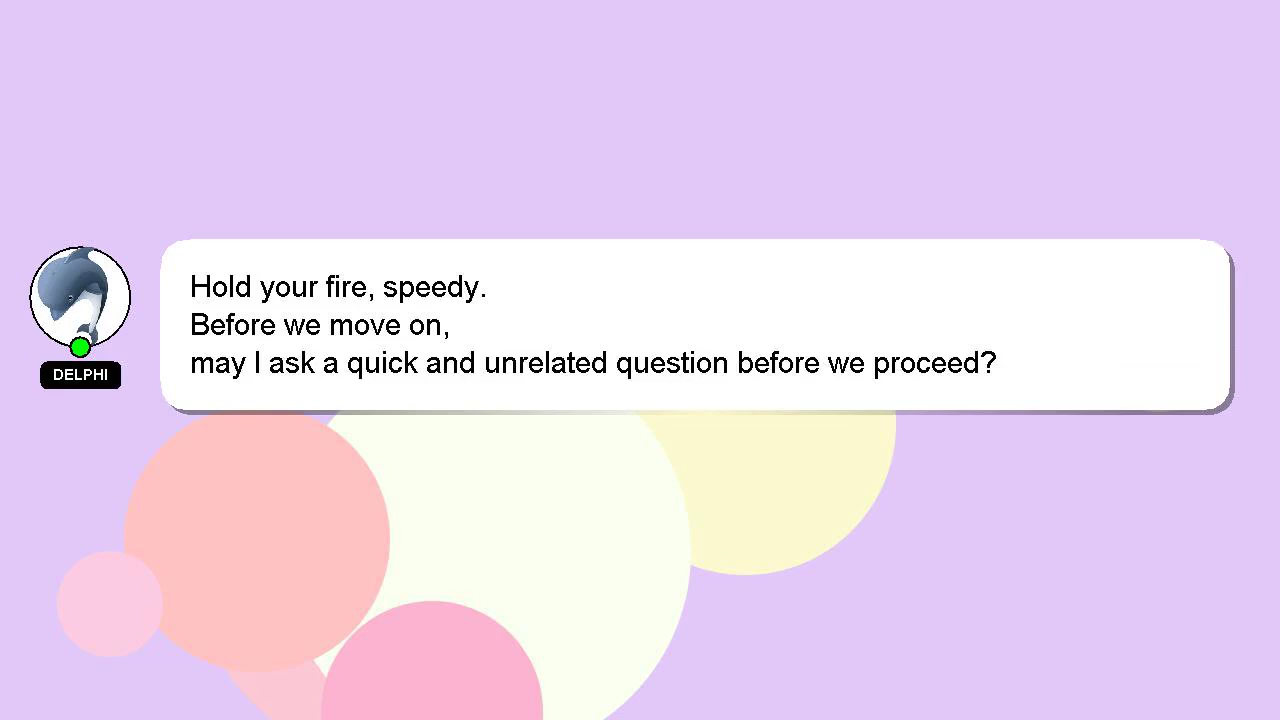 Hold your fire, speedy.
Before we move on,
may I ask a quick and unrelated question before we proceed?
DELPHI